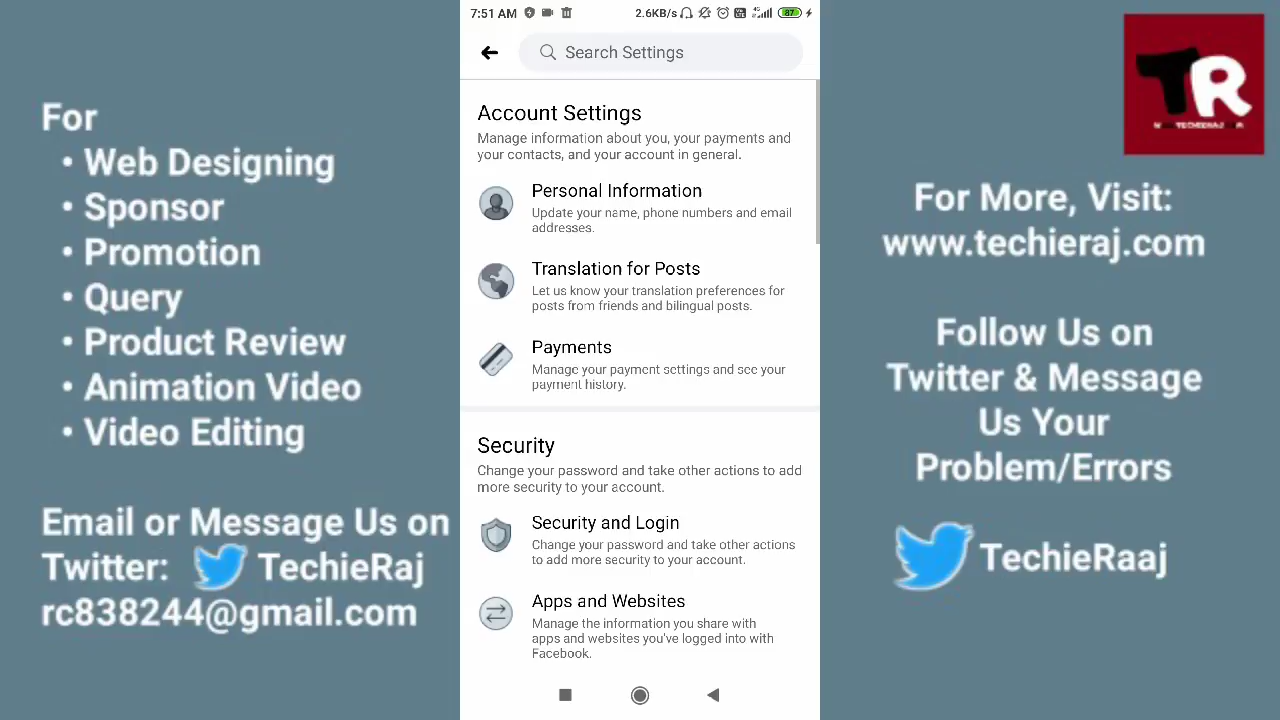 For
• Web Designing
• Sponsor
• Promotion
• Query
• Product Review
• Animation Video
• Video Editing
Email or Message Us on
Twitter: TechieRaj
rc838244@gmail.com
7:51 AM 2.6KB/s 4G 87
Search Settings
Account Settings
Manage information about you, your payments and
your contacts, and your account in general.
Personal Information
Update your name, phone numbers and email
addresses.
Translation for Posts
Let us know your translation preferences for
posts from friends and bilingual posts.
Payments
Manage your payment settings and see your
payment history.
Security
Change your password and take other actions to add
more security to your account.
Security and Login
Change your password and take other actions
to add more security to your account.
Apps and Websites
Manage the information you share with
apps and websites you've logged into with
Facebook.
TR
For More, Visit:
www.techieraj.com
Follow Us on
Twitter & Message
Us Your
Problem/Errors
TechieRaaj